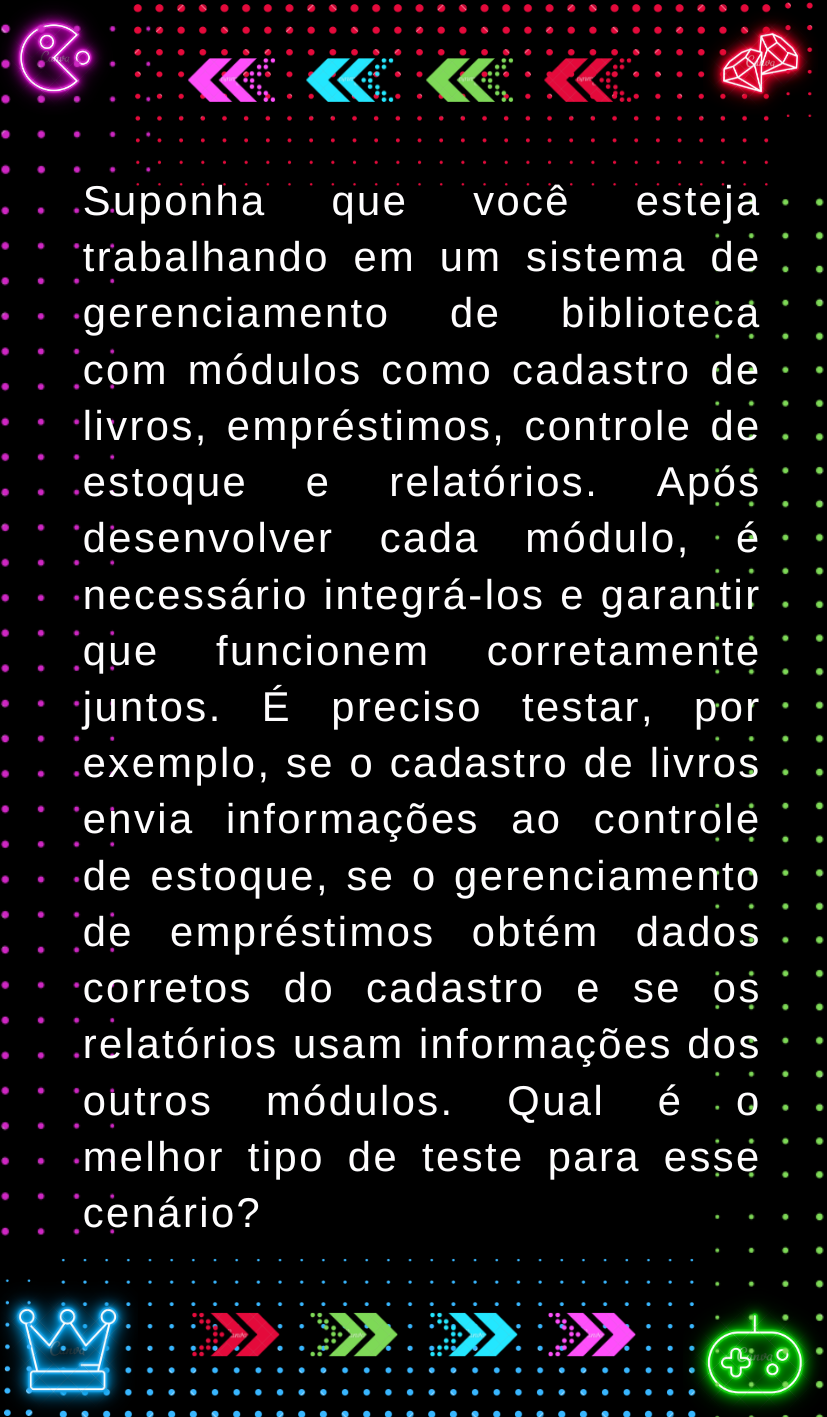 Suponha que você esteja
trabalhando em um sistema de
gerenciamento de biblioteca
com módulos como cadastro de
livros, empréstimos, controle de
estoque e relatórios. Após
desenvolver cada módulo, é
necessário integrá-los e garantir
que funcionem corretamente
juntos. É preciso testar, por
exemplo, se o cadastro de livros
envia informações ao controle
de estoque, se o gerenciamento
de empréstimos obtém dados
corretos do cadastro e se os
relatórios usam informações dos
outros módulos. Qual é o
melhor tipo de teste para esse
cenário?